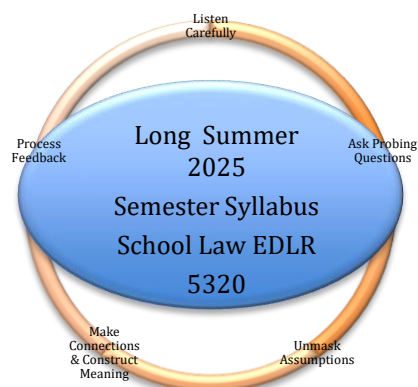 Listen
Carefully
Process
Feedback
Long Summer
2025
Semester Syllabus
School Law EDLR
5320
Ask Probing
Questions
Make
Connections
& Construct
Meaning
Unmask
Assumptions